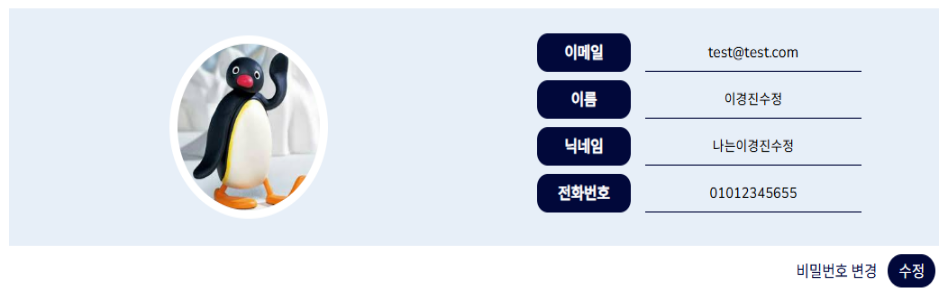 이메일 test@test.com
이름 이경진수정
닉네임 나는이경진수정
전화번호 01012345655
비밀번호 변경 수정